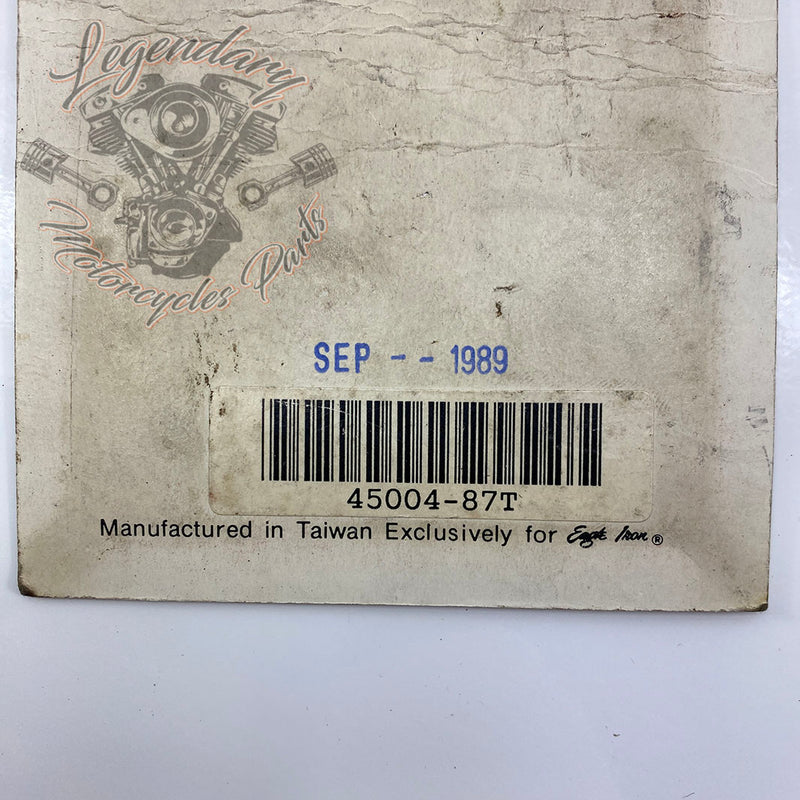 Legendary
Motorcycles Parts
SEP -- 1989
45004-87T
Manufactured in Taiwan Exclusively for Eagle Iron ®